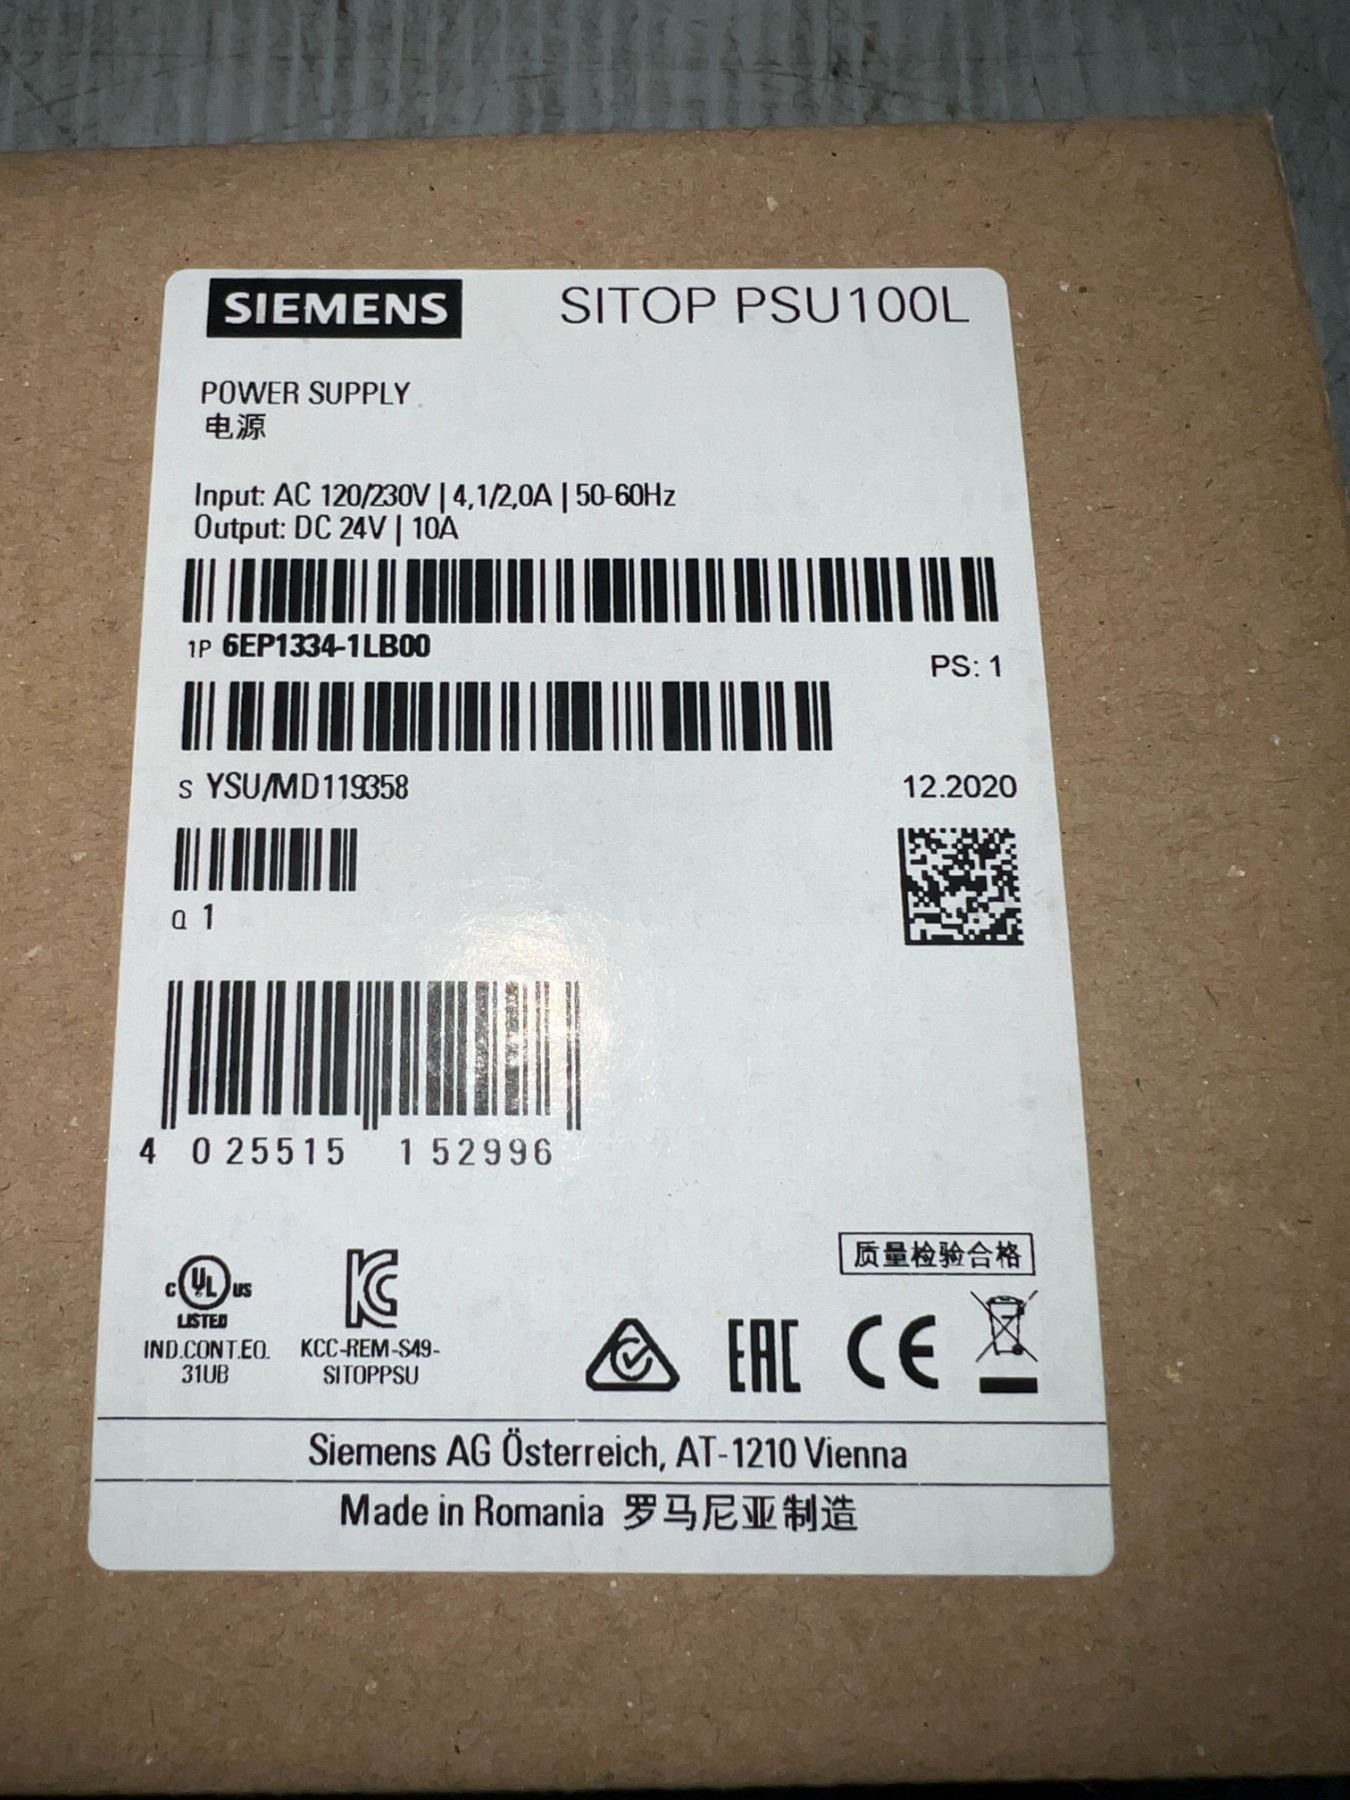 SIEMENS SITOP PSU100L
POWER SUPPLY
电源
Input: AC 120/230V | 4,1/2,0A | 50-60Hz
Output: DC 24V | 10A
1P 6EP1334-1LB00
PS: 1
S YSU/MD119358 12.2020
Q 1
4 025515 152996
质量检验合格
C UL US
LISTED
IND.CONT.EQ.
31UB
KC
KCC-REM-S49-
SITOPPSU
EAC CE
Siemens AG Österreich, AT-1210 Vienna
Made in Romania 罗马尼亚制造